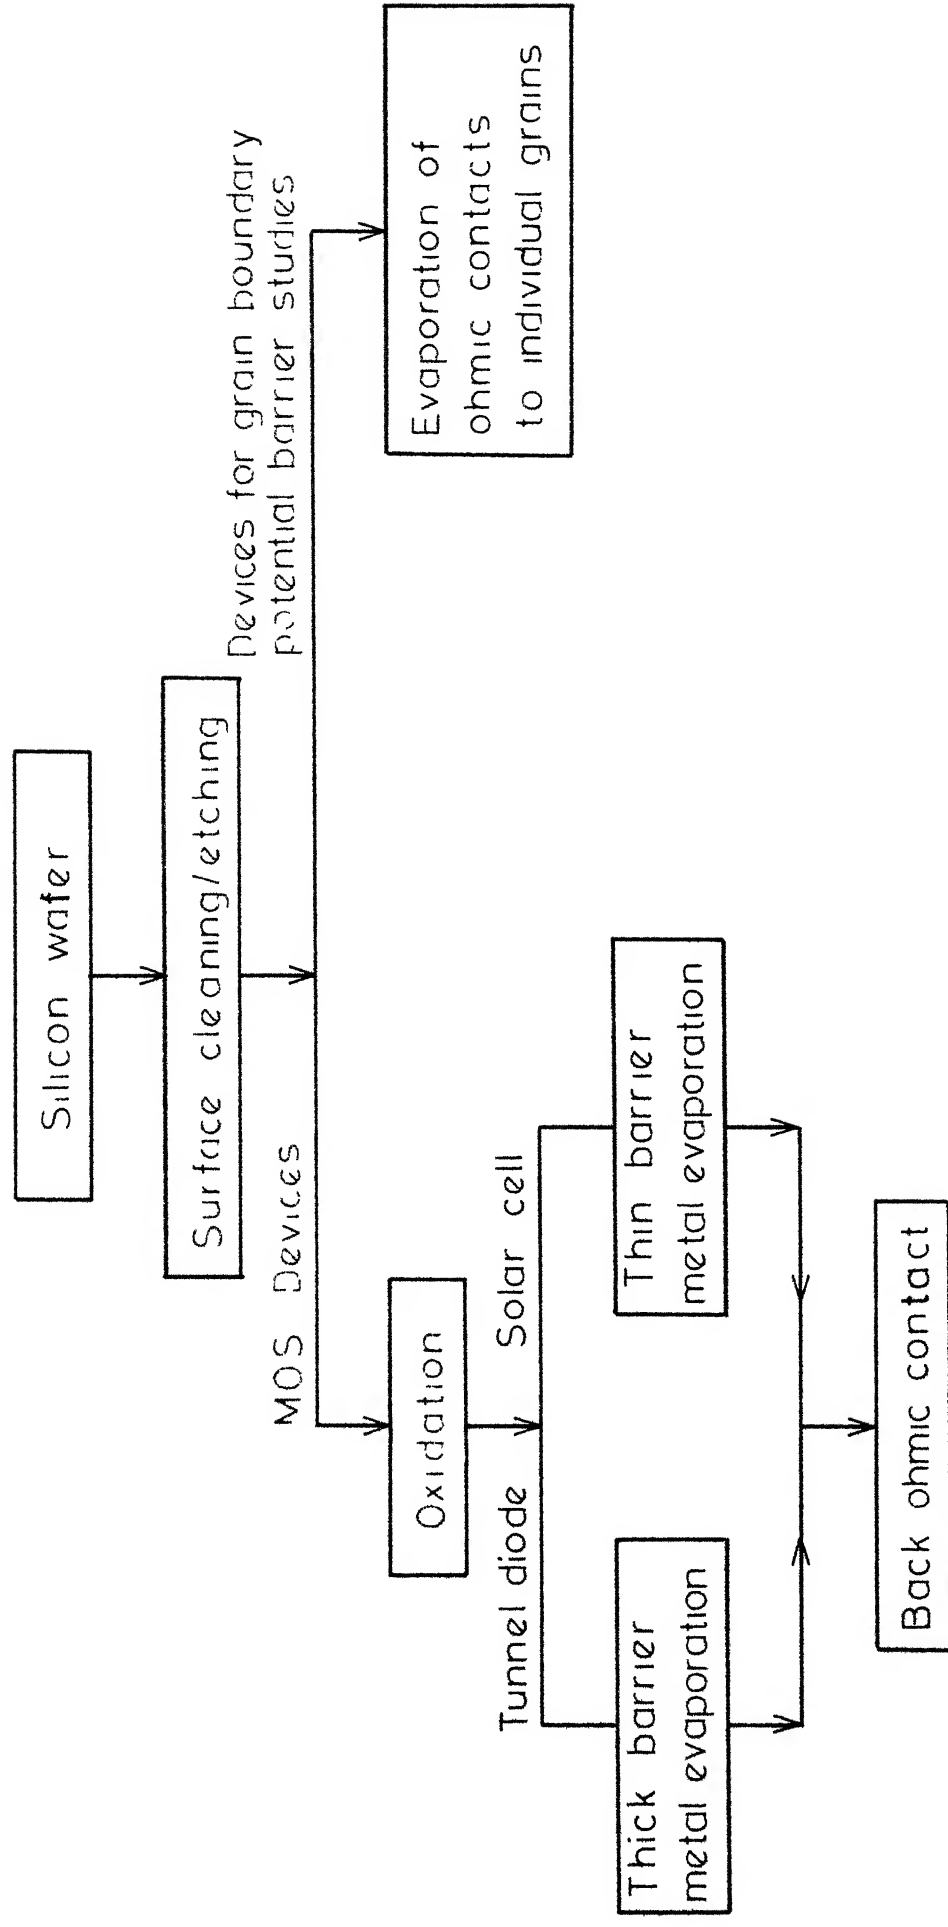 Silicon wafer
Surface cleaning/etching
MOS Devices
Devices for grain boundary
potential barrier studies
Oxidation
Evaporation of
ohmic contacts
to individual grains
Tunnel diode
Solar cell
Thick barrier
metal evaporation
Thin barrier
metal evaporation
Back ohmic contact